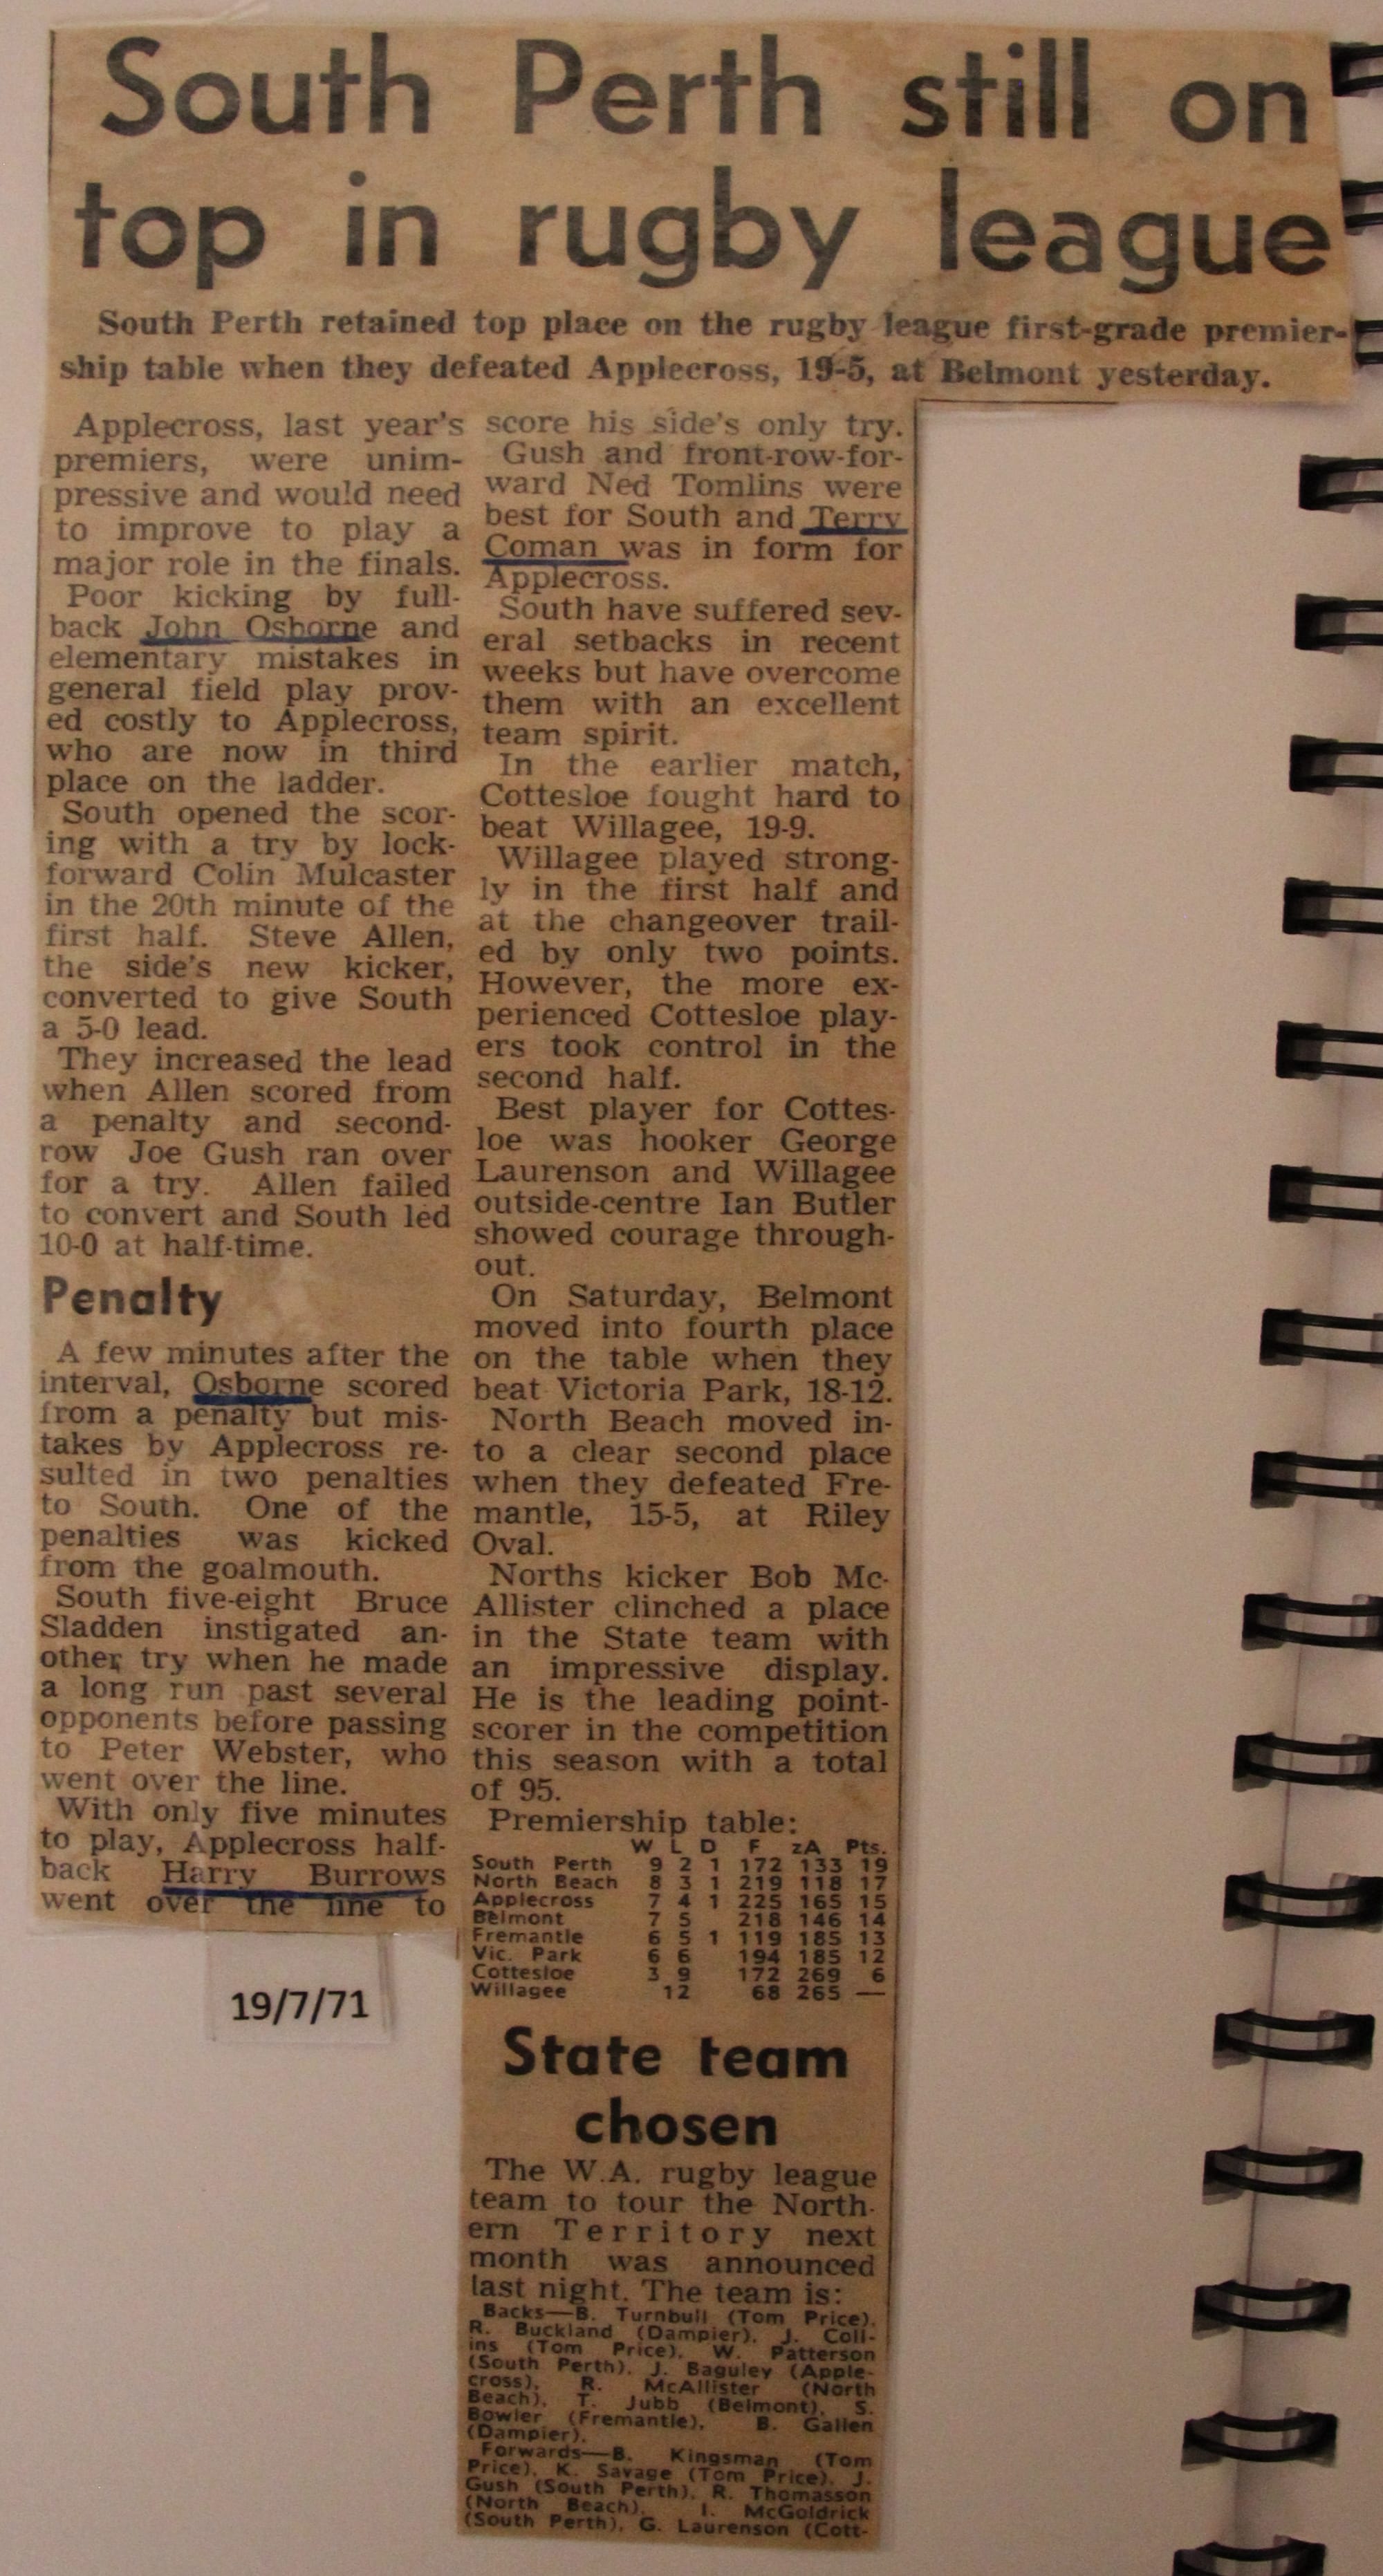 South Perth still on
top in rugby league
South Perth retained top place on the rugby league first-grade premier-
ship table when they defeated Applecross, 19-5, at Belmont yesterday.
Applecross, last year's
premiers, were unim-
pressive and would need
to improve to play a
major role in the finals.
Poor kicking by full-
back John Osborne and
elementary mistakes in
general field play prov-
ed costly to Applecross,
who are now in third
place on the ladder.
South opened the scor-
ing with a try by lock-
forward Colin Mulcaster
in the 20th minute of the
first half. Steve Allen,
the side's new kicker,
converted to give South
a 5-0 lead.
They increased the lead
when Allen scored from
a penalty and second-
row Joe Gush ran over
for a try. Allen failed
to convert and South led
10-0 at half-time.
Penalty
A few minutes after the
interval, Osborne scored
from a penalty but mis-
takes by Applecross re-
sulted in two penalties
to South. One of the
penalties was kicked
from the goalmouth.
South five-eight Bruce
Sladden instigated an-
other try when he made
a long run past several
opponents before passing
to Peter Webster, who
went over the line.
With only five minutes
to play, Applecross half-
back Harry Burrows
went over the line to
score his side's only try.
Gush and front-row-for-
ward Ned Tomlins were
best for South and Terry
Coman was in form for
Applecross.
South have suffered sev-
eral setbacks in recent
weeks but have overcome
them with an excellent
team spirit.
In the earlier match,
Cottesloe fought hard to
beat Willagee, 19-9.
Willagee played strong-
ly in the first half and
at the changeover trail-
ed by only two points.
However, the more ex-
perienced Cottesloe play-
ers took control in the
second half.
Best player for Cottes-
loe was hooker George
Laurenson and Willagee
outside-centre Ian Butler
showed courage through-
out.
On Saturday, Belmont
moved into fourth place
on the table when they
beat Victoria Park, 18-12.
North Beach moved in-
to a clear second place
when they defeated Fre-
mantle, 15-5, at Riley
Oval.
Norths kicker Bob Mc-
Allister clinched a place
in the State team with
an impressive display.
He is the leading point-
scorer in the competition
this season with a total
of 95.
Premiership table:
W L D F zA Pts.
South Perth 9 2 1 172 133 19
North Beach 8 3 1 219 118 17
Applecross 7 4 1 225 165 15
Belmont 7 5 218 146 14
Fremantle 6 5 1 119 185 13
Vic. Park 6 6 194 185 12
Cottesloe 3 9 172 269 6
Willagee 12 68 265 —
19/7/71
State team
chosen
The W.A. rugby league
team to tour the North-
ern Territory next
month was announced
last night. The team is:
Backs—B. Turnbull (Tom Price),
R. Buckland (Dampier), J. Coll-
ins (Tom Price), W. Patterson
(South Perth), J. Baguley (Apple-
cross), R. McAllister (North
Beach), T. Jubb (Belmont), S.
Bowler (Fremantle), B. Gallen
(Dampier).
Forwards—B. Kingsman (Tom
Price), K. Savage (Tom Price), J.
Gush (South Perth), R. Thomasson
(North Beach), I. McGoldrick
(South Perth), G. Laurenson (Cott-